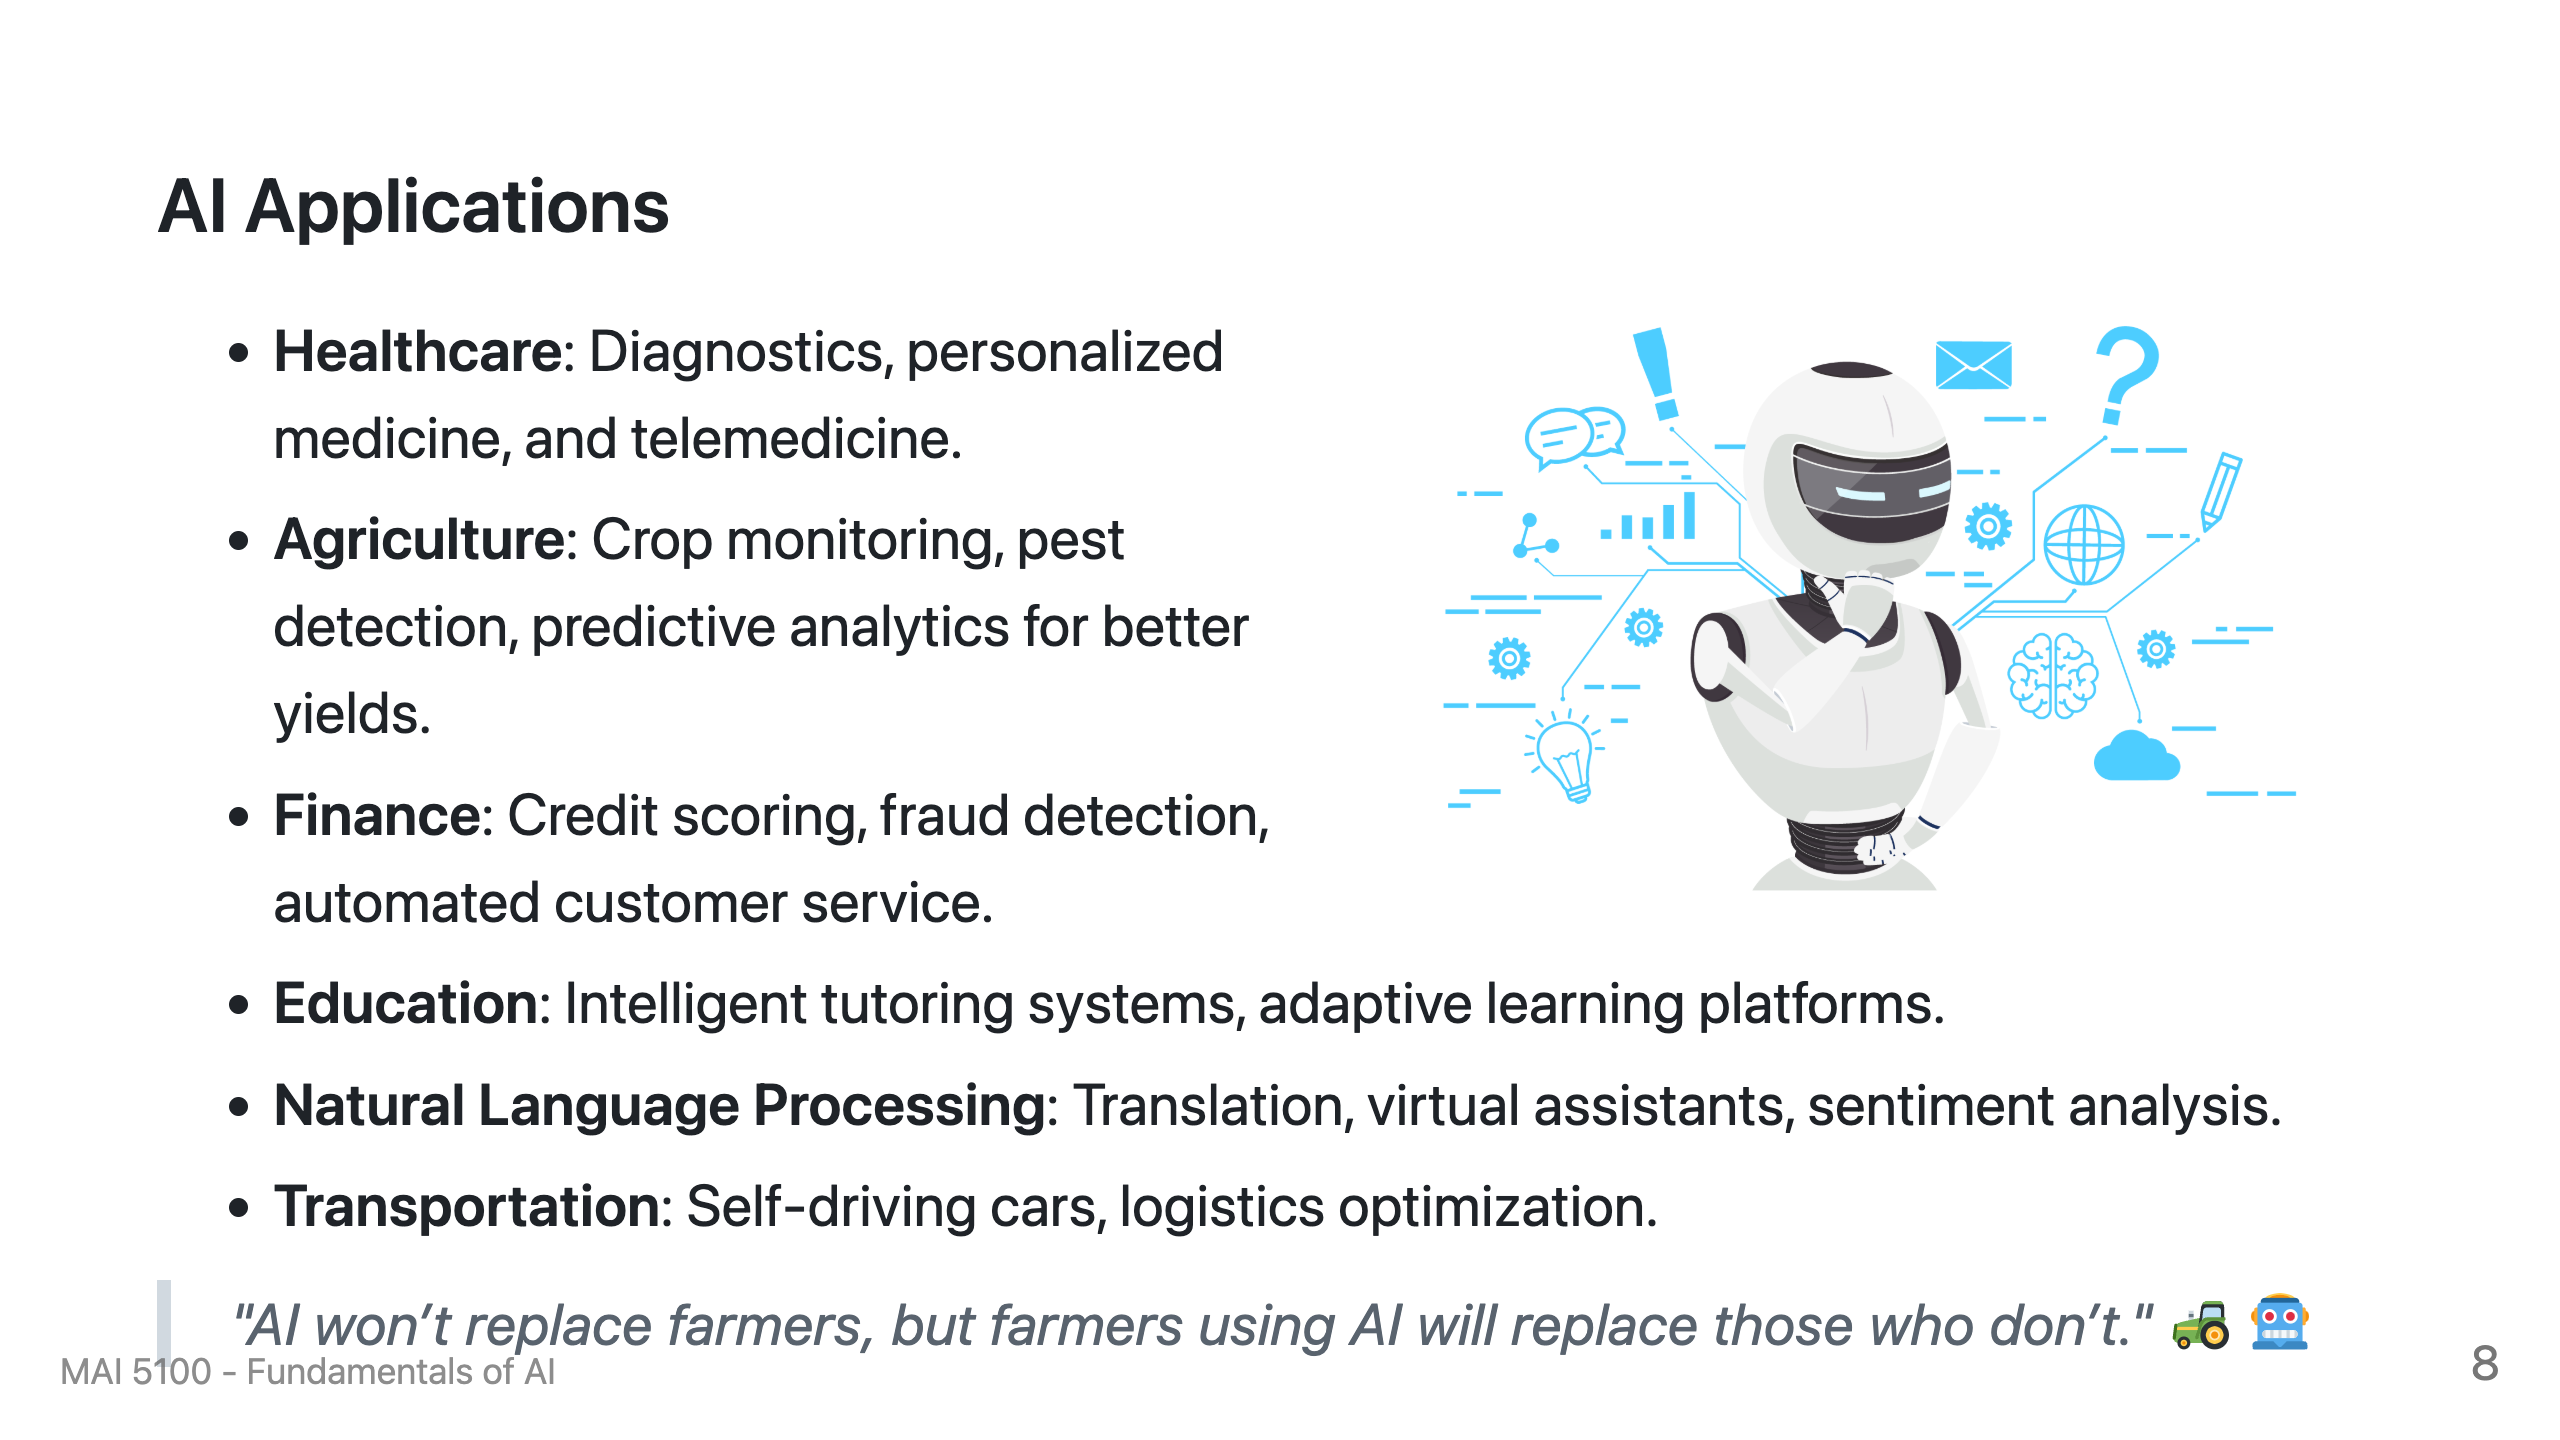 AI Applications
• Healthcare: Diagnostics, personalized
medicine, and telemedicine.
• Agriculture: Crop monitoring, pest
detection, predictive analytics for better
yields.
• Finance: Credit scoring, fraud detection,
automated customer service.
• Education: Intelligent tutoring systems, adaptive learning platforms.
• Natural Language Processing: Translation, virtual assistants, sentiment analysis.
• Transportation: Self-driving cars, logistics optimization.
"AI won’t replace farmers, but farmers using AI will replace those who don’t." 🚜 🤖
MAI 5100 - Fundamentals of AI
8